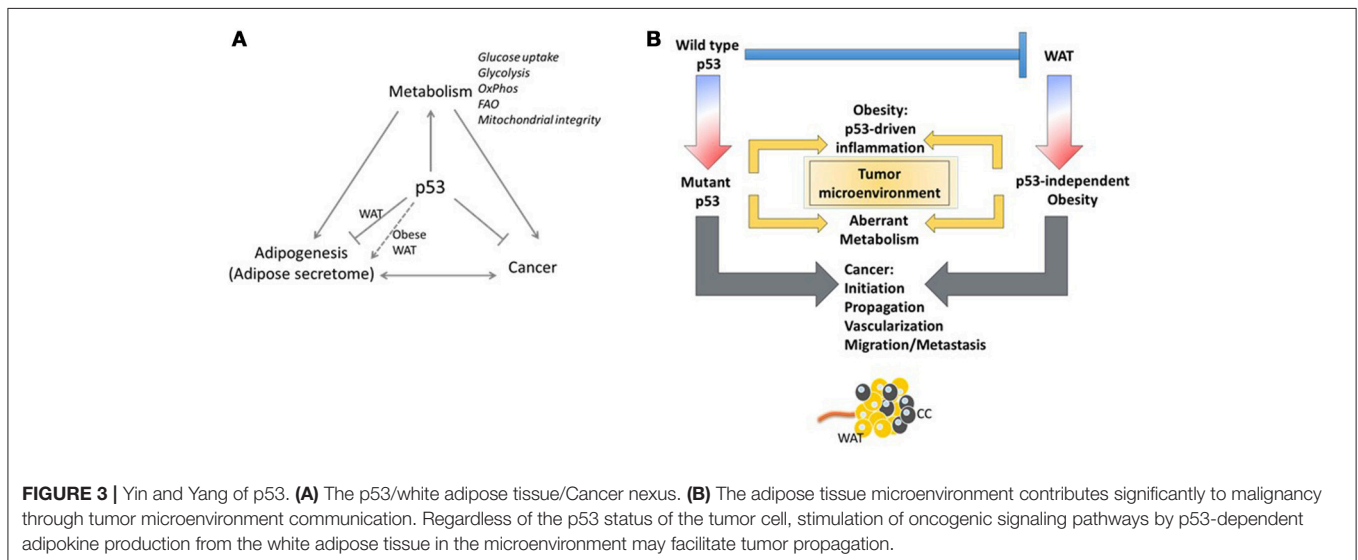 A
Metabolism
Glucose uptake
Glycolysis
OxPhos
FAO
Mitochondrial integrity
p53
WAT
Obese
WAT
Adipogenesis
(Adipose secretome)
Cancer
B
Wild type
p53
WAT
Obesity:
p53-driven
inflammation
Tumor
microenvironment
Mutant
p53
p53-independent
Obesity
Aberrant
Metabolism
Cancer:
Initiation
Propagation
Vascularization
Migration/Metastasis
CC
WAT
FIGURE 3 | Yin and Yang of p53. (A) The p53/white adipose tissue/Cancer nexus. (B) The adipose tissue microenvironment contributes significantly to malignancy
through tumor microenvironment communication. Regardless of the p53 status of the tumor cell, stimulation of oncogenic signaling pathways by p53-dependent
adipokine production from the white adipose tissue in the microenvironment may facilitate tumor propagation.